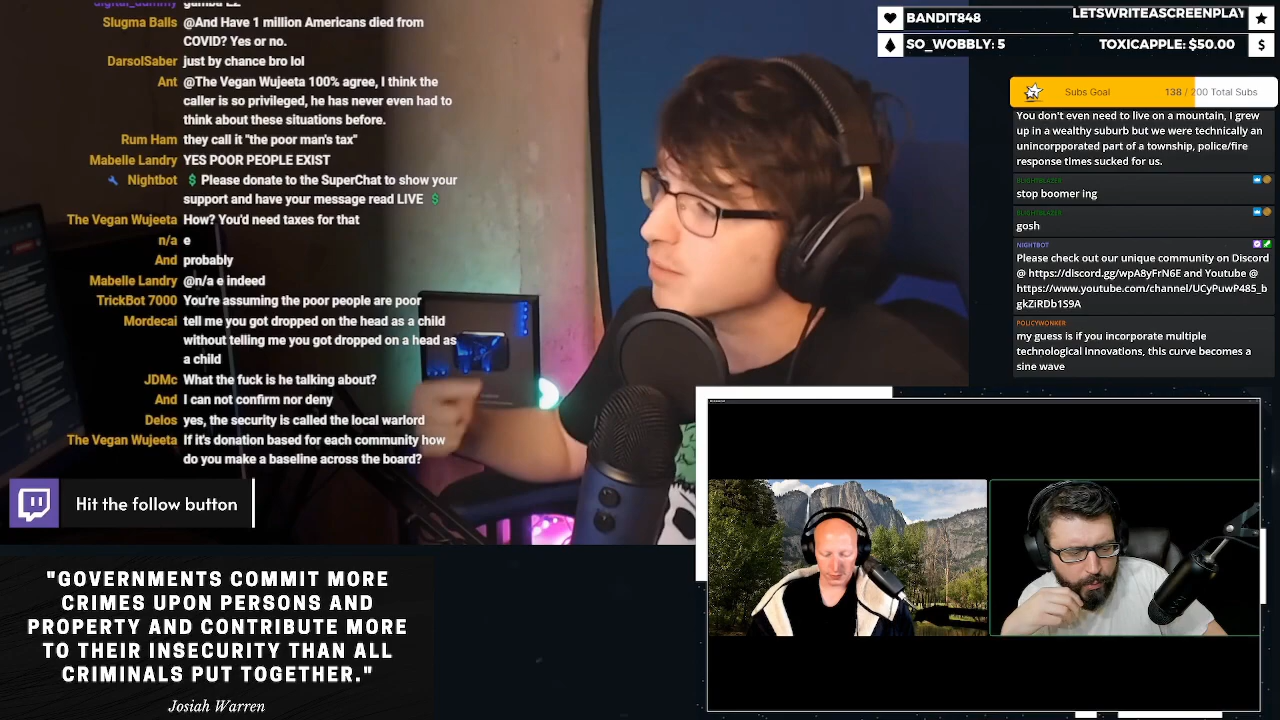 digital_dummy gamba EZ
Slugma Balls @And Have 1 million Americans died from
COVID? Yes or no.
DarsolSaber just by chance bro lol
Ant @The Vegan Wujeeta 100% agree, I think the
caller is so privileged, he has never even had to
think about these situations before.
Rum Ham they call it "the poor man's tax"
Mabelle Landry YES POOR PEOPLE EXIST
Nightbot 💲 Please donate to the SuperChat to show your
support and have your message read LIVE 💲
The Vegan Wujeeta How? You'd need taxes for that
n/a e
And probably
Mabelle Landry @n/a e indeed
TrickBot 7000 You're assuming the poor people are poor
Mordecai tell me you got dropped on the head as a child
without telling me you got dropped on a head as
a child
JDMc What the fuck is he talking about?
And I can not confirm nor deny
Delos yes, the security is called the local warlord
The Vegan Wujeeta If it's donation based for each community how
do you make a baseline across the board?
Hit the follow button
"GOVERNMENTS COMMIT MORE
CRIMES UPON PERSONS AND
PROPERTY AND CONTRIBUTE MORE
TO THEIR INSECURITY THAN ALL
CRIMINALS PUT TOGETHER."
Josiah Warren
BANDIT848
LETSWRITEASCREENPLAY
SO_WOBBLY: 5
TOXICAPPLE: $50.00
Subs Goal 138 / 200 Total Subs
You don't even need to live on a mountain, I grew
up in a wealthy suburb but we were technically an
unincorpporated part of a township, police/fire
response times sucked for us.
stop boomer ing
gosh
NIGHTBOT
Please check out our unique community on Discord
@ https://discord.gg/wpA8yFrN6E and Youtube @
https://www.youtube.com/channel/UCyPuwP485_b
gkZiRDb1S9A
POLICYWONKER
my guess is if you incorporate multiple
technological innovations, this curve becomes a
sine wave